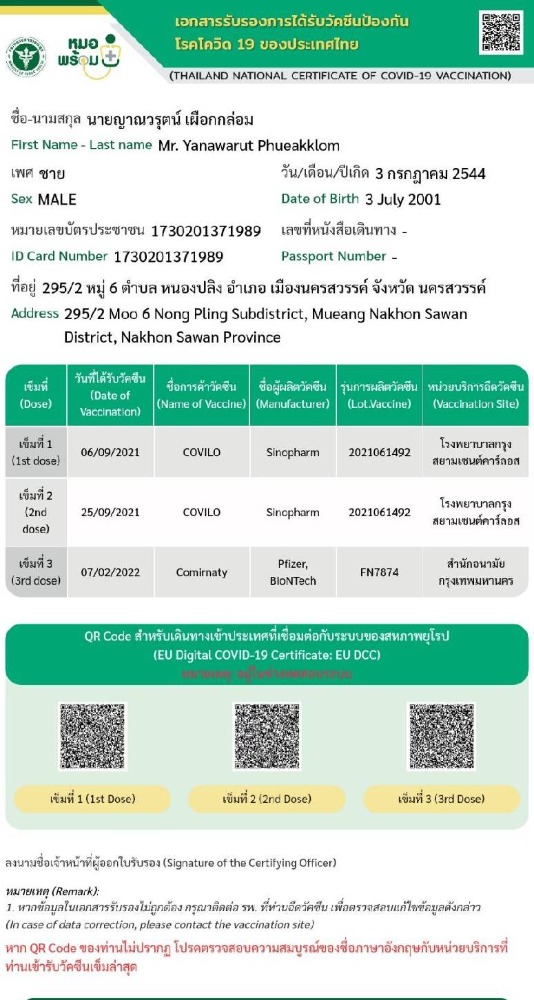 เอกสารรับรองการได้รับวัคซีนป้องกัน
โรคโควิด 19 ของประเทศไทย
หมอ
พร้อม
(THAILAND NATIONAL CERTIFICATE OF COVID-19 VACCINATION)
ชื่อ-นามสกุล นายญาณวรุตน์ เผือกกล่อม
First Name - Last name Mr. Yanawarut Phueakklom
เพศ ชาย วัน/เดือน/ปีเกิด 3 กรกฎาคม 2544
Sex MALE Date of Birth 3 July 2001
หมายเลขบัตรประชาชน 1730201371989 เลขที่หนังสือเดินทาง -
ID Card Number 1730201371989 Passport Number -
ที่อยู่ 295/2 หมู่ 6 ตำบล หนองปลิง อำเภอ เมืองนครสวรรค์ จังหวัด นครสวรรค์
Address 295/2 Moo 6 Nong Pling Subdistrict, Mueang Nakhon Sawan
District, Nakhon Sawan Province
เข็มที่ (Dose) วันที่ได้รับวัคซีน (Date of Vaccination) ชื่อการค้าวัคซีน (Name of Vaccine) ชื่อผู้ผลิตวัคซีน (Manufacturer) รุ่นการผลิตวัคซีน (Lot.Vaccine) หน่วยบริการฉีดวัคซีน (Vaccination Site)
เข็มที่ 1 (1st dose) 06/09/2021 COVILO Sinopharm 2021061492 โรงพยาบาลกรุงสยามเซนต์คาร์ลอส
เข็มที่ 2 (2nd dose) 25/09/2021 COVILO Sinopharm 2021061492 โรงพยาบาลกรุงสยามเซนต์คาร์ลอส
เข็มที่ 3 (3rd dose) 07/02/2022 Comirnaty Pfizer, BioNTech FN7874 สำนักอนามัย กรุงเทพมหานคร
QR Code สำหรับเดินทางเข้าประเทศที่เชื่อมต่อกับระบบของสหภาพยุโรป
(EU Digital COVID-19 Certificate: EU DCC)
หมายเหตุ อยู่ในช่วงทดสอบระบบ
เข็มที่ 1 (1st Dose) เข็มที่ 2 (2nd Dose) เข็มที่ 3 (3rd Dose)
ลงนามชื่อเจ้าหน้าที่ผู้ออกใบรับรอง (Signature of the Certifying Officer)
หมายเหตุ (Remark):
1. หากข้อมูลในเอกสารรับรองไม่ถูกต้อง กรุณาติดต่อ รพ. ที่ท่านฉีดวัคซีน เพื่อตรวจสอบแก้ไขข้อมูลดังกล่าว
(In case of data correction, please contact the vaccination site)
หาก QR Code ของท่านไม่ปรากฏ โปรดตรวจสอบความสมบูรณ์ของชื่อภาษาอังกฤษกับหน่วยบริการที่
ท่านเข้ารับวัคซีนเข็มล่าสุด